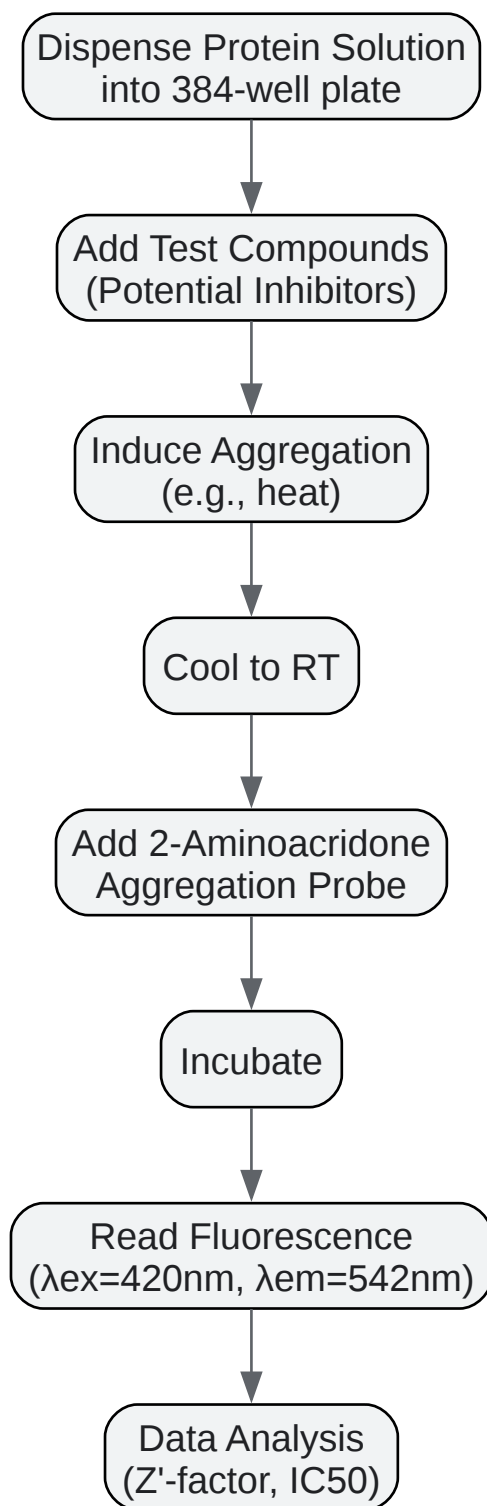 Dispense Protein Solution
into 384-well plate
Add Test Compounds
(Potential Inhibitors)
Induce Aggregation
(e.g., heat)
Cool to RT
Add 2-Aminoacridone
Aggregation Probe
Incubate
Read Fluorescence
(λex=420nm, λem=542nm)
Data Analysis
(Z'-factor, IC50)